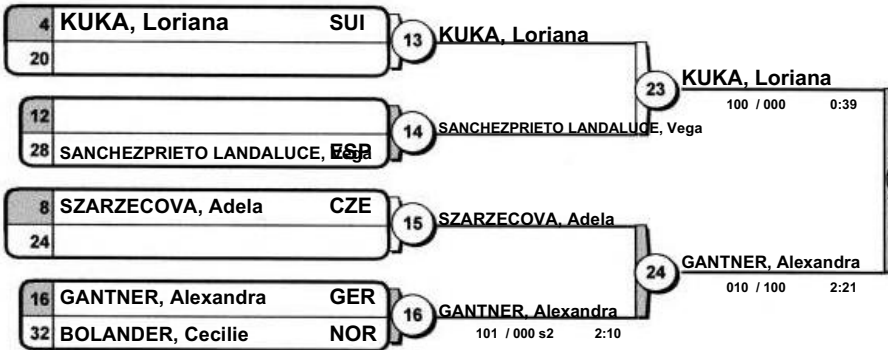 4 KUKA, Loriana SUI
20
13 KUKA, Loriana
12
28 SANCHEZPRIETO LANDALUCE, Vega ESP
14 SANCHEZPRIETO LANDALUCE, Vega
23 KUKA, Loriana
100 / 000 0:39
8 SZARZECOVA, Adela CZE
24
15 SZARZECOVA, Adela
16 GANTNER, Alexandra GER
32 BOLANDER, Cecilie NOR
16 GANTNER, Alexandra
101 / 000 s2 2:10
24 GANTNER, Alexandra
010 / 100 2:21